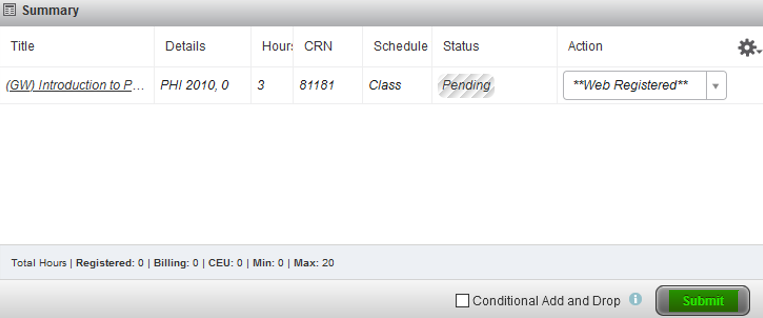 Summary
Title Details Hours CRN Schedule Status Action
(GW) Introduction to P… PHI 2010, 0 3 81181 Class Pending **Web Registered**
Total Hours | Registered: 0 | Billing: 0 | CEU: 0 | Min: 0 | Max: 20
Conditional Add and Drop Submit